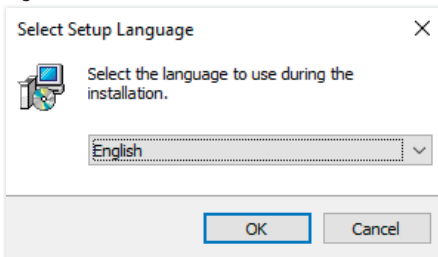 Select Setup Language
Select the language to use during the
installation.
English
OK
Cancel